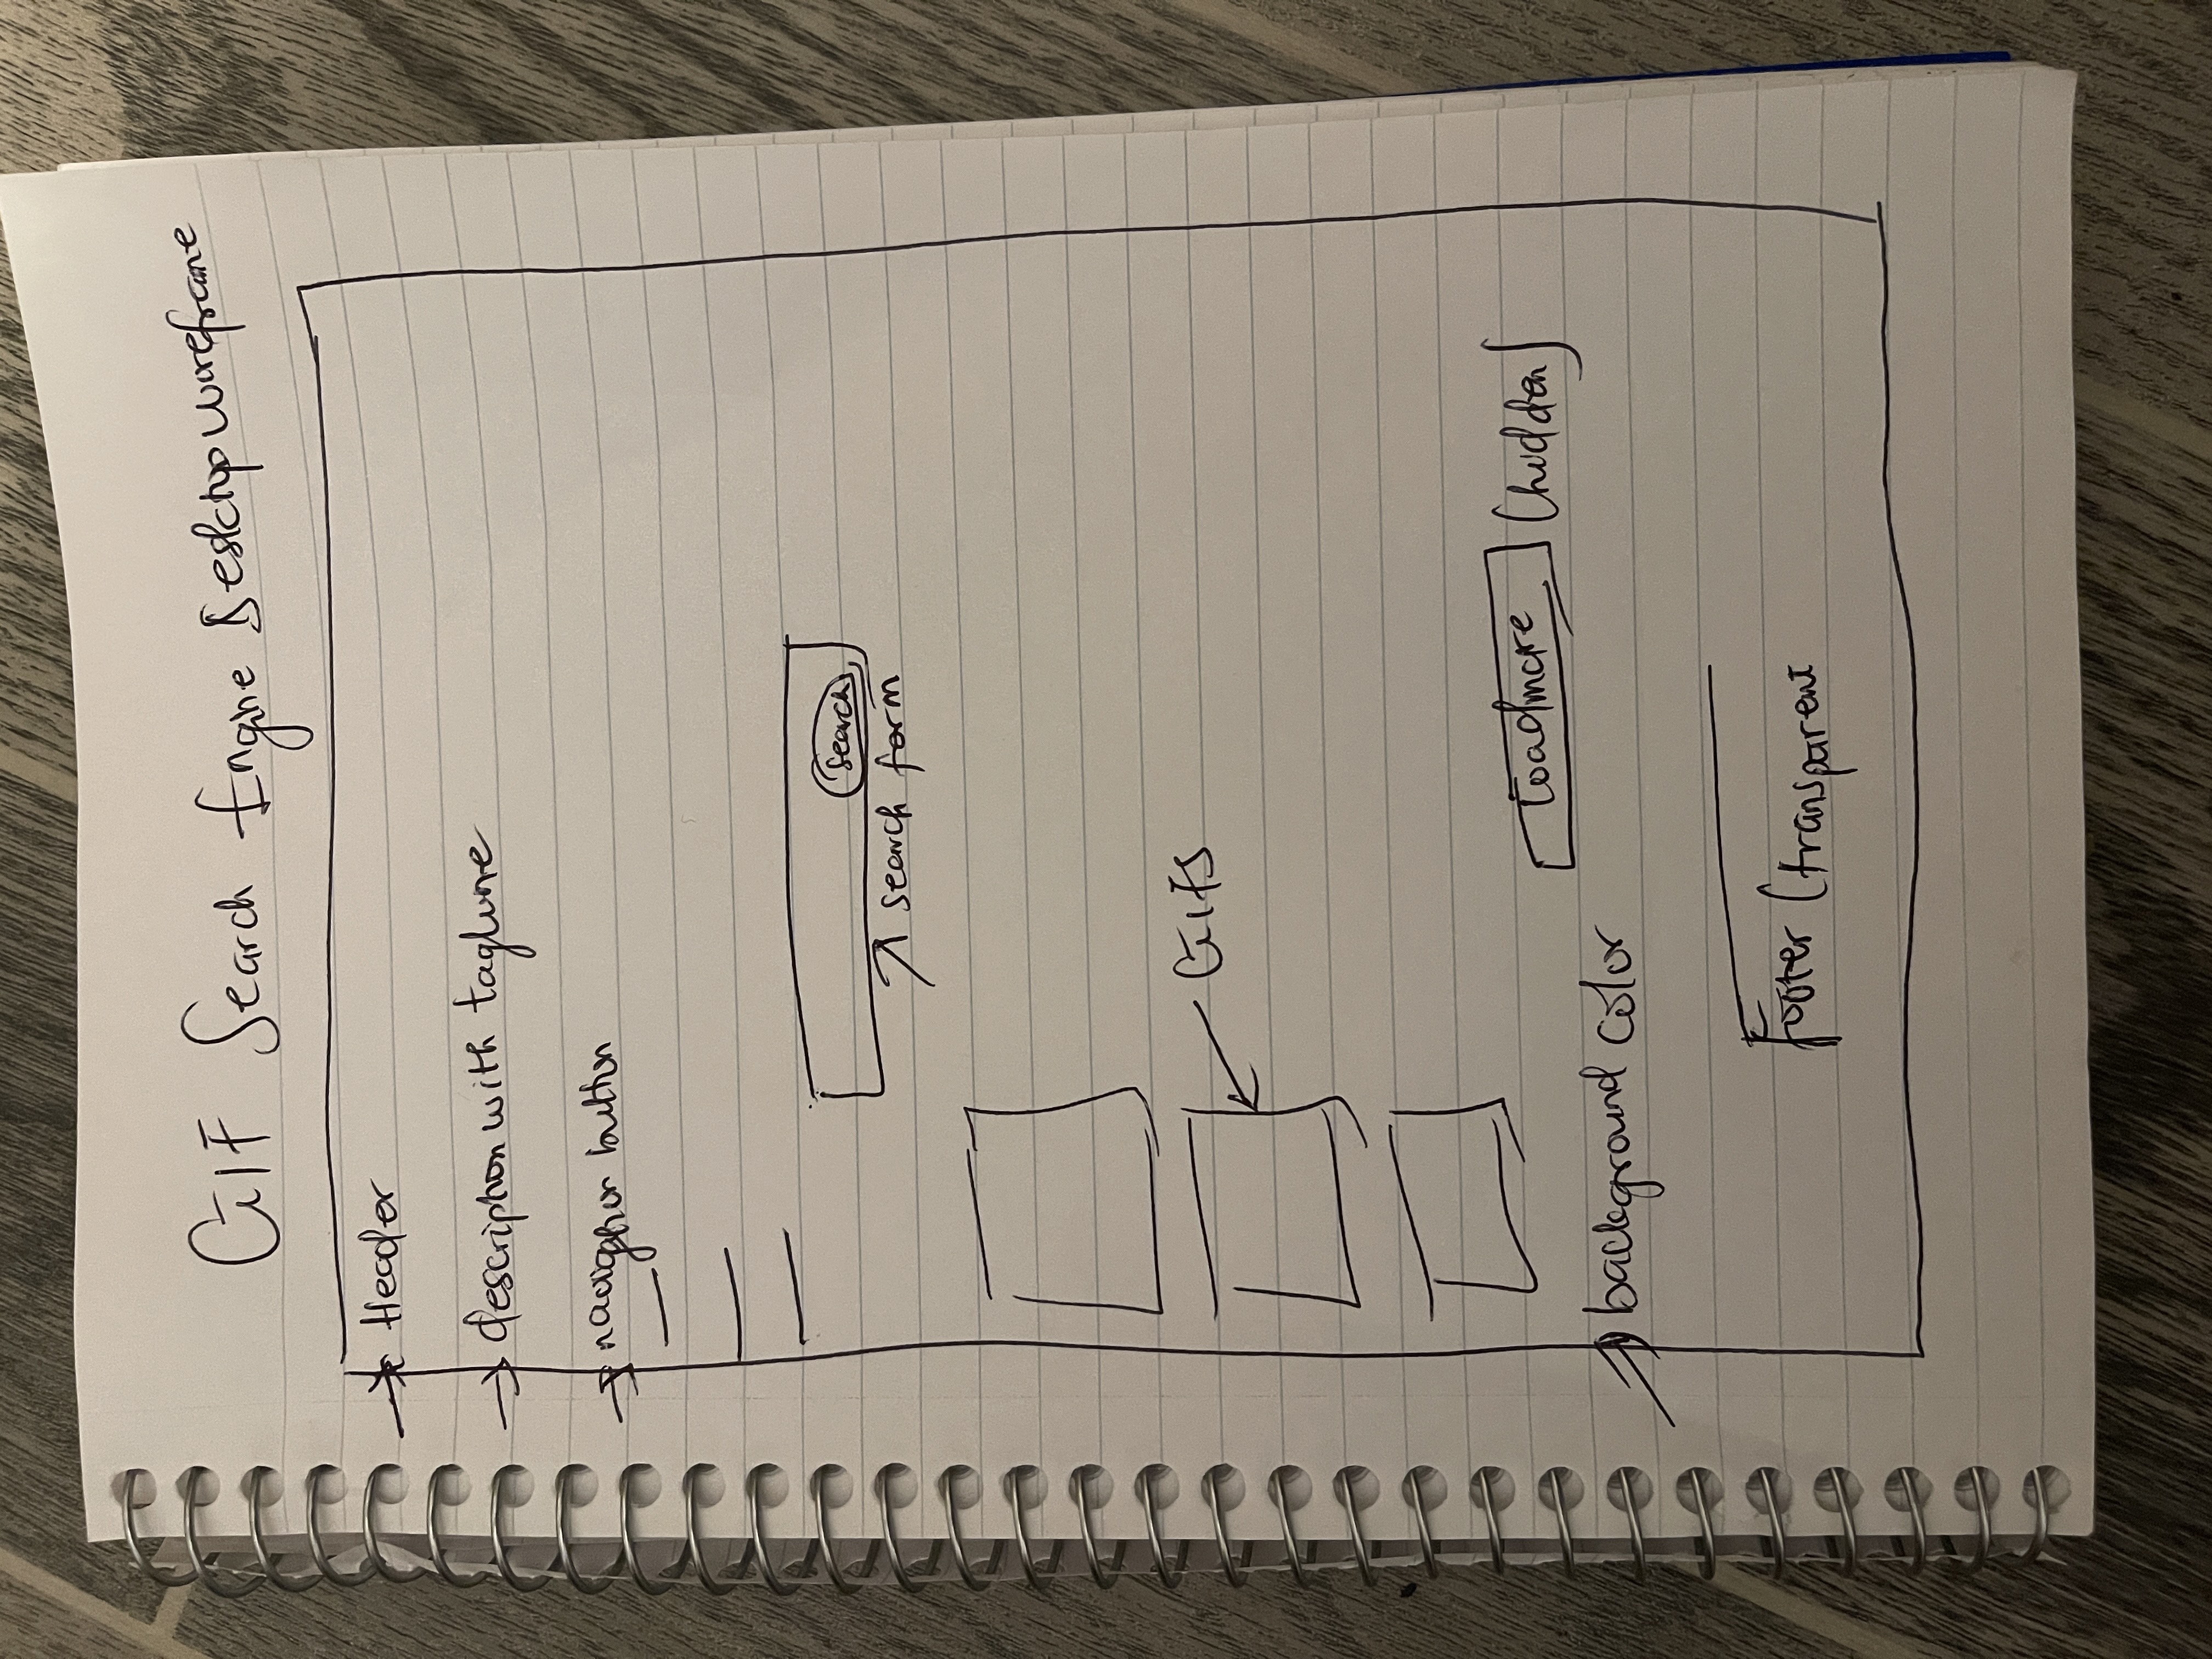 GIF Search Engine Desktop wireframe
Header
description with tagline
navigation button
search
search form
GIFS
Loadmore (hidden)
background color
Footer (transparent